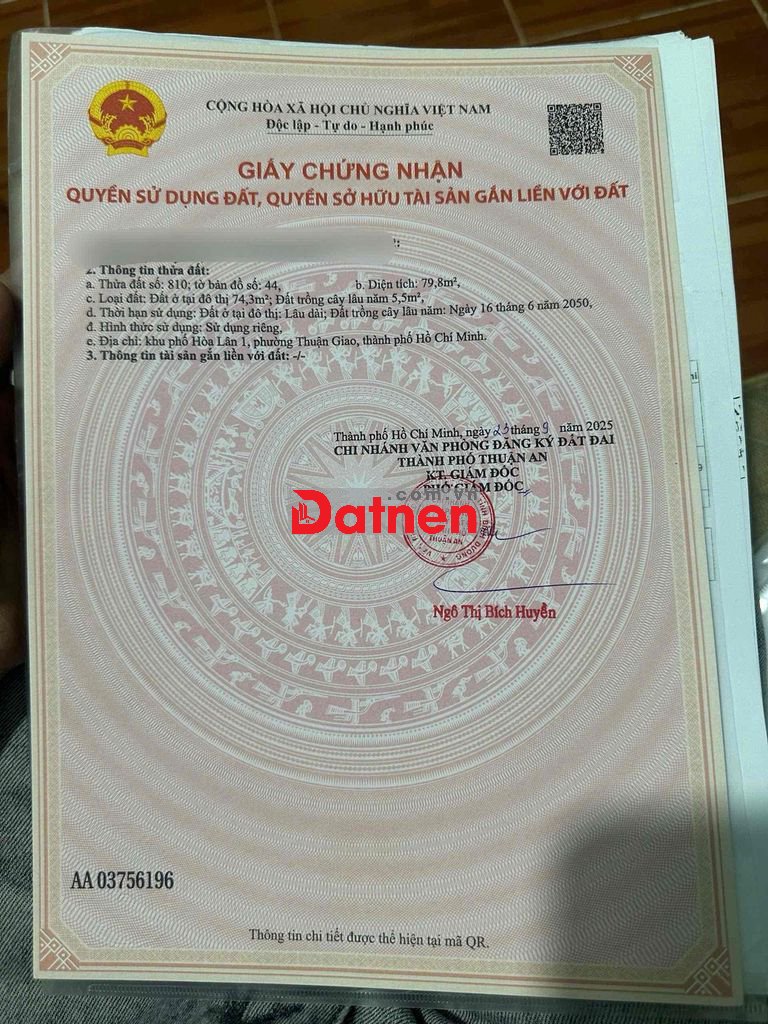 CỘNG HÒA XÃ HỘI CHỦ NGHĨA VIỆT NAM
Độc lập - Tự do - Hạnh phúc
GIẤY CHỨNG NHẬN
QUYỀN SỬ DỤNG ĐẤT, QUYỀN SỞ HỮU TÀI SẢN GẮN LIỀN VỚI ĐẤT
2. Thông tin thửa đất:
a. Thửa đất số: 810; tờ bản đồ số: 44, b. Diện tích: 79,8m²,
c. Loại đất: Đất ở tại đô thị 74,3m²; Đất trồng cây lâu năm 5,5m²,
d. Thời hạn sử dụng: Đất ở tại đô thị: Lâu dài; Đất trồng cây lâu năm: Ngày 16 tháng 6 năm 2050,
đ. Hình thức sử dụng: Sử dụng riêng,
e. Địa chỉ: khu phố Hòa Lân 1, phường Thuận Giao, thành phố Hồ Chí Minh.
3. Thông tin tài sản gắn liền với đất: -/-
Thành phố Hồ Chí Minh, ngày 23 tháng 9 năm 2025
CHI NHÁNH VĂN PHÒNG ĐĂNG KÝ ĐẤT ĐAI
THÀNH PHỐ THUẬN AN
KT. GIÁM ĐỐC
PHÓ GIÁM ĐỐC
.com.vn
Datnen
THUẬN AN
Ngô Thị Bích Huyền
AA 03756196
Thông tin chi tiết được thể hiện tại mã QR.